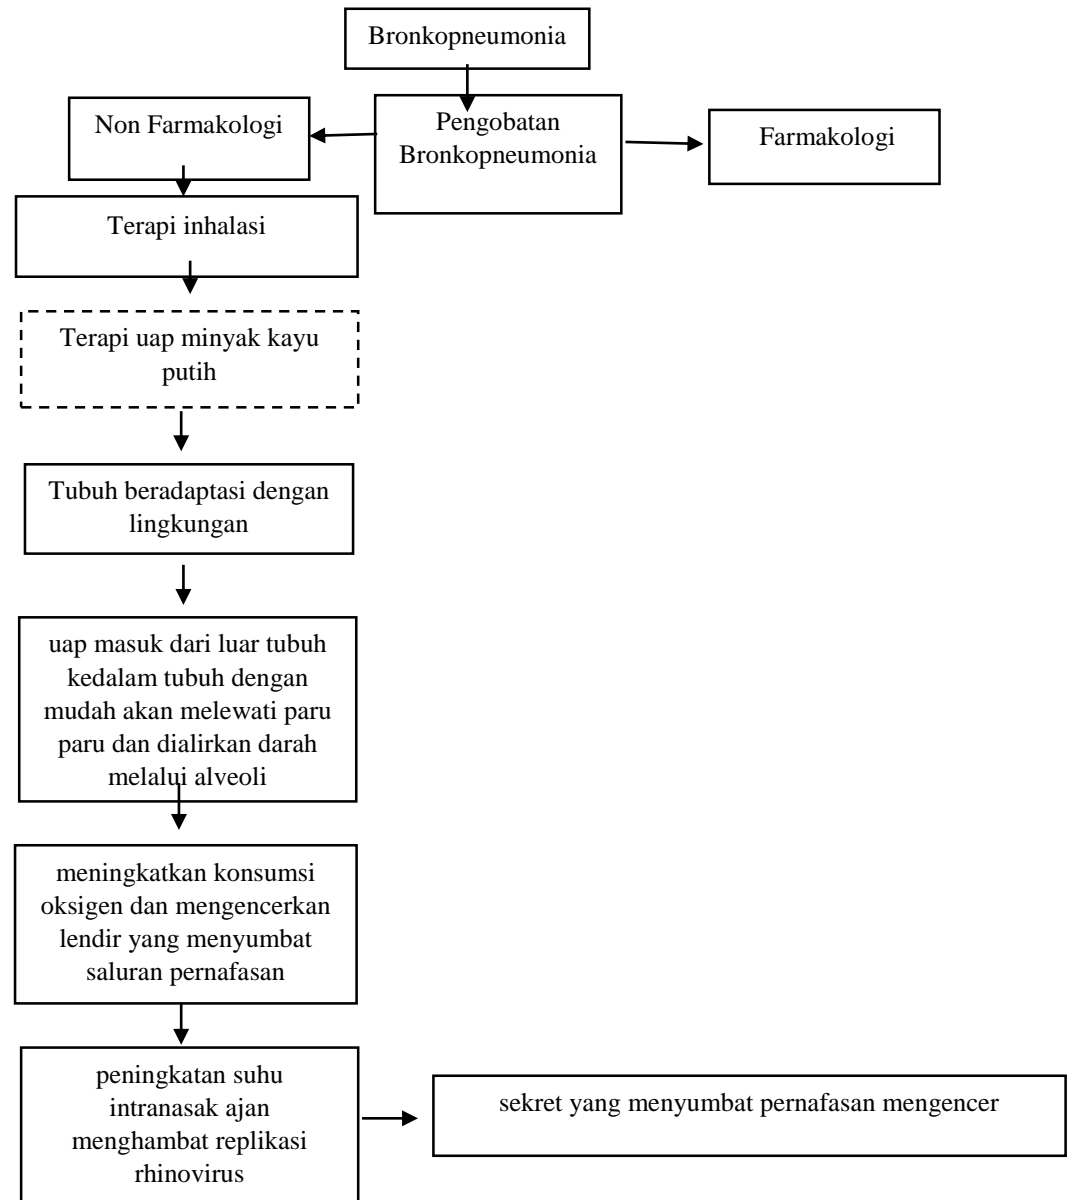 Bronkopneumonia
Non Farmakologi
Pengobatan
Bronkopneumonia
Farmakologi
Terapi inhalasi
Terapi uap minyak kayu
putih
Tubuh beradaptasi dengan
lingkungan
uap masuk dari luar tubuh
kedalam tubuh dengan
mudah akan melewati paru
paru dan dialirkan darah
melalui alveoli
meningkatkan konsumsi
oksigen dan mengencerkan
lendir yang menyumbat
saluran pernafasan
peningkatan suhu
intranasak ajan
menghambat replikasi
rhinovirus
sekret yang menyumbat pernafasan mengencer